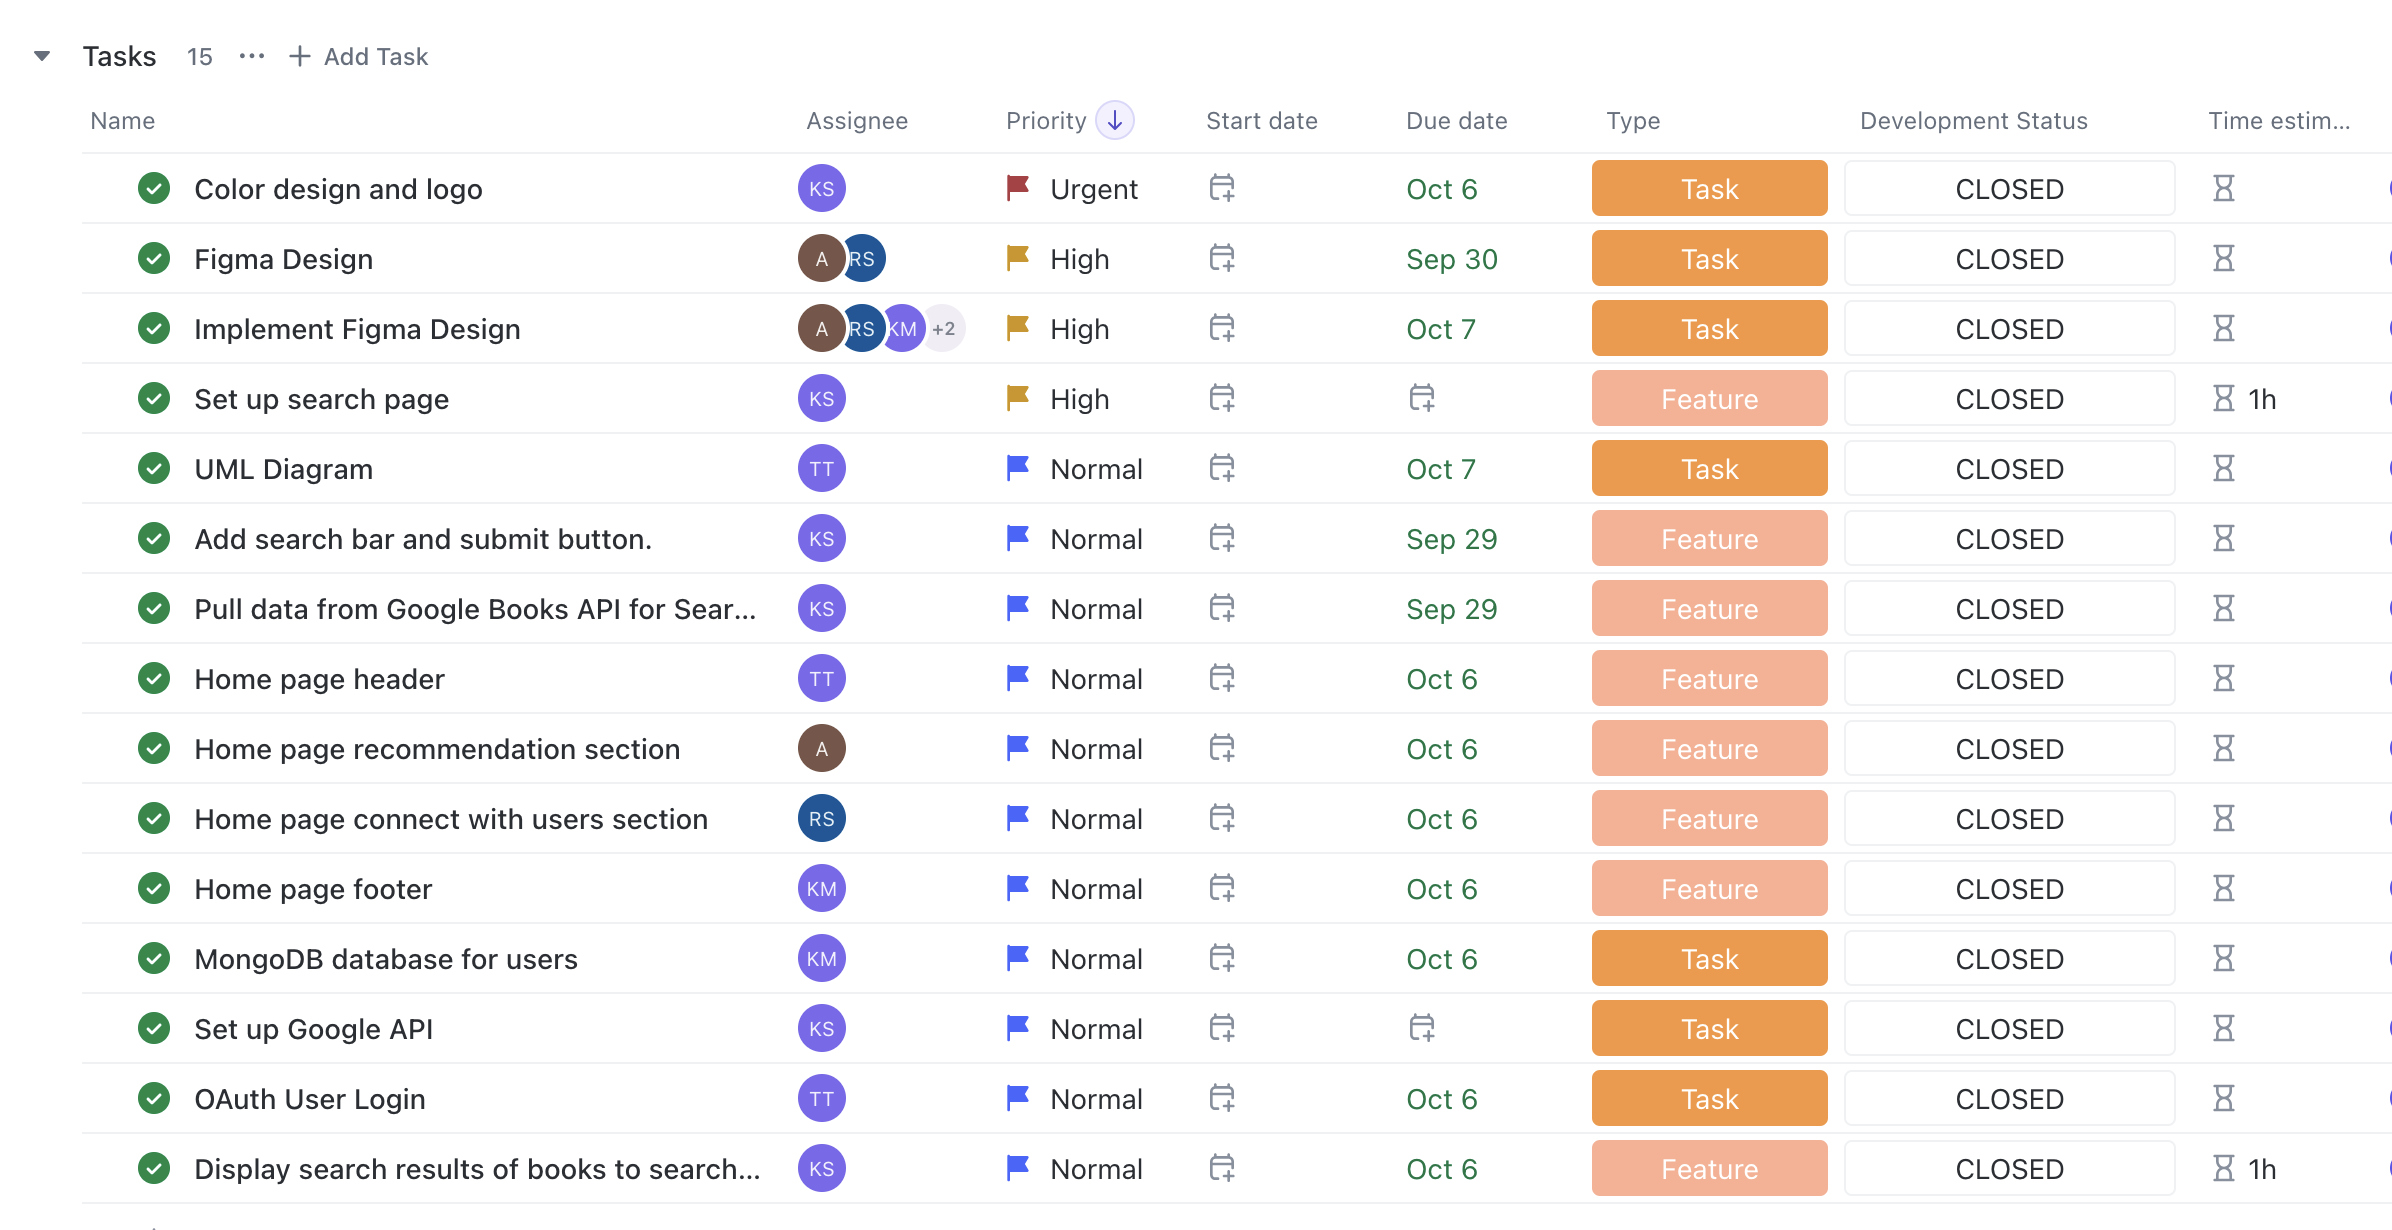 Tasks 15 ... + Add Task
Name Assignee Priority Start date Due date Type Development Status Time estim...
Color design and logo KS Urgent Oct 6 Task CLOSED
Figma Design A RS High Sep 30 Task CLOSED
Implement Figma Design A RS KM +2 High Oct 7 Task CLOSED
Set up search page KS High Feature CLOSED 1h
UML Diagram TT Normal Oct 7 Task CLOSED
Add search bar and submit button. KS Normal Sep 29 Feature CLOSED
Pull data from Google Books API for Sear... KS Normal Sep 29 Feature CLOSED
Home page header TT Normal Oct 6 Feature CLOSED
Home page recommendation section A Normal Oct 6 Feature CLOSED
Home page connect with users section RS Normal Oct 6 Feature CLOSED
Home page footer KM Normal Oct 6 Feature CLOSED
MongoDB database for users KM Normal Oct 6 Task CLOSED
Set up Google API KS Normal Task CLOSED
OAuth User Login TT Normal Oct 6 Task CLOSED
Display search results of books to search... KS Normal Oct 6 Feature CLOSED 1h